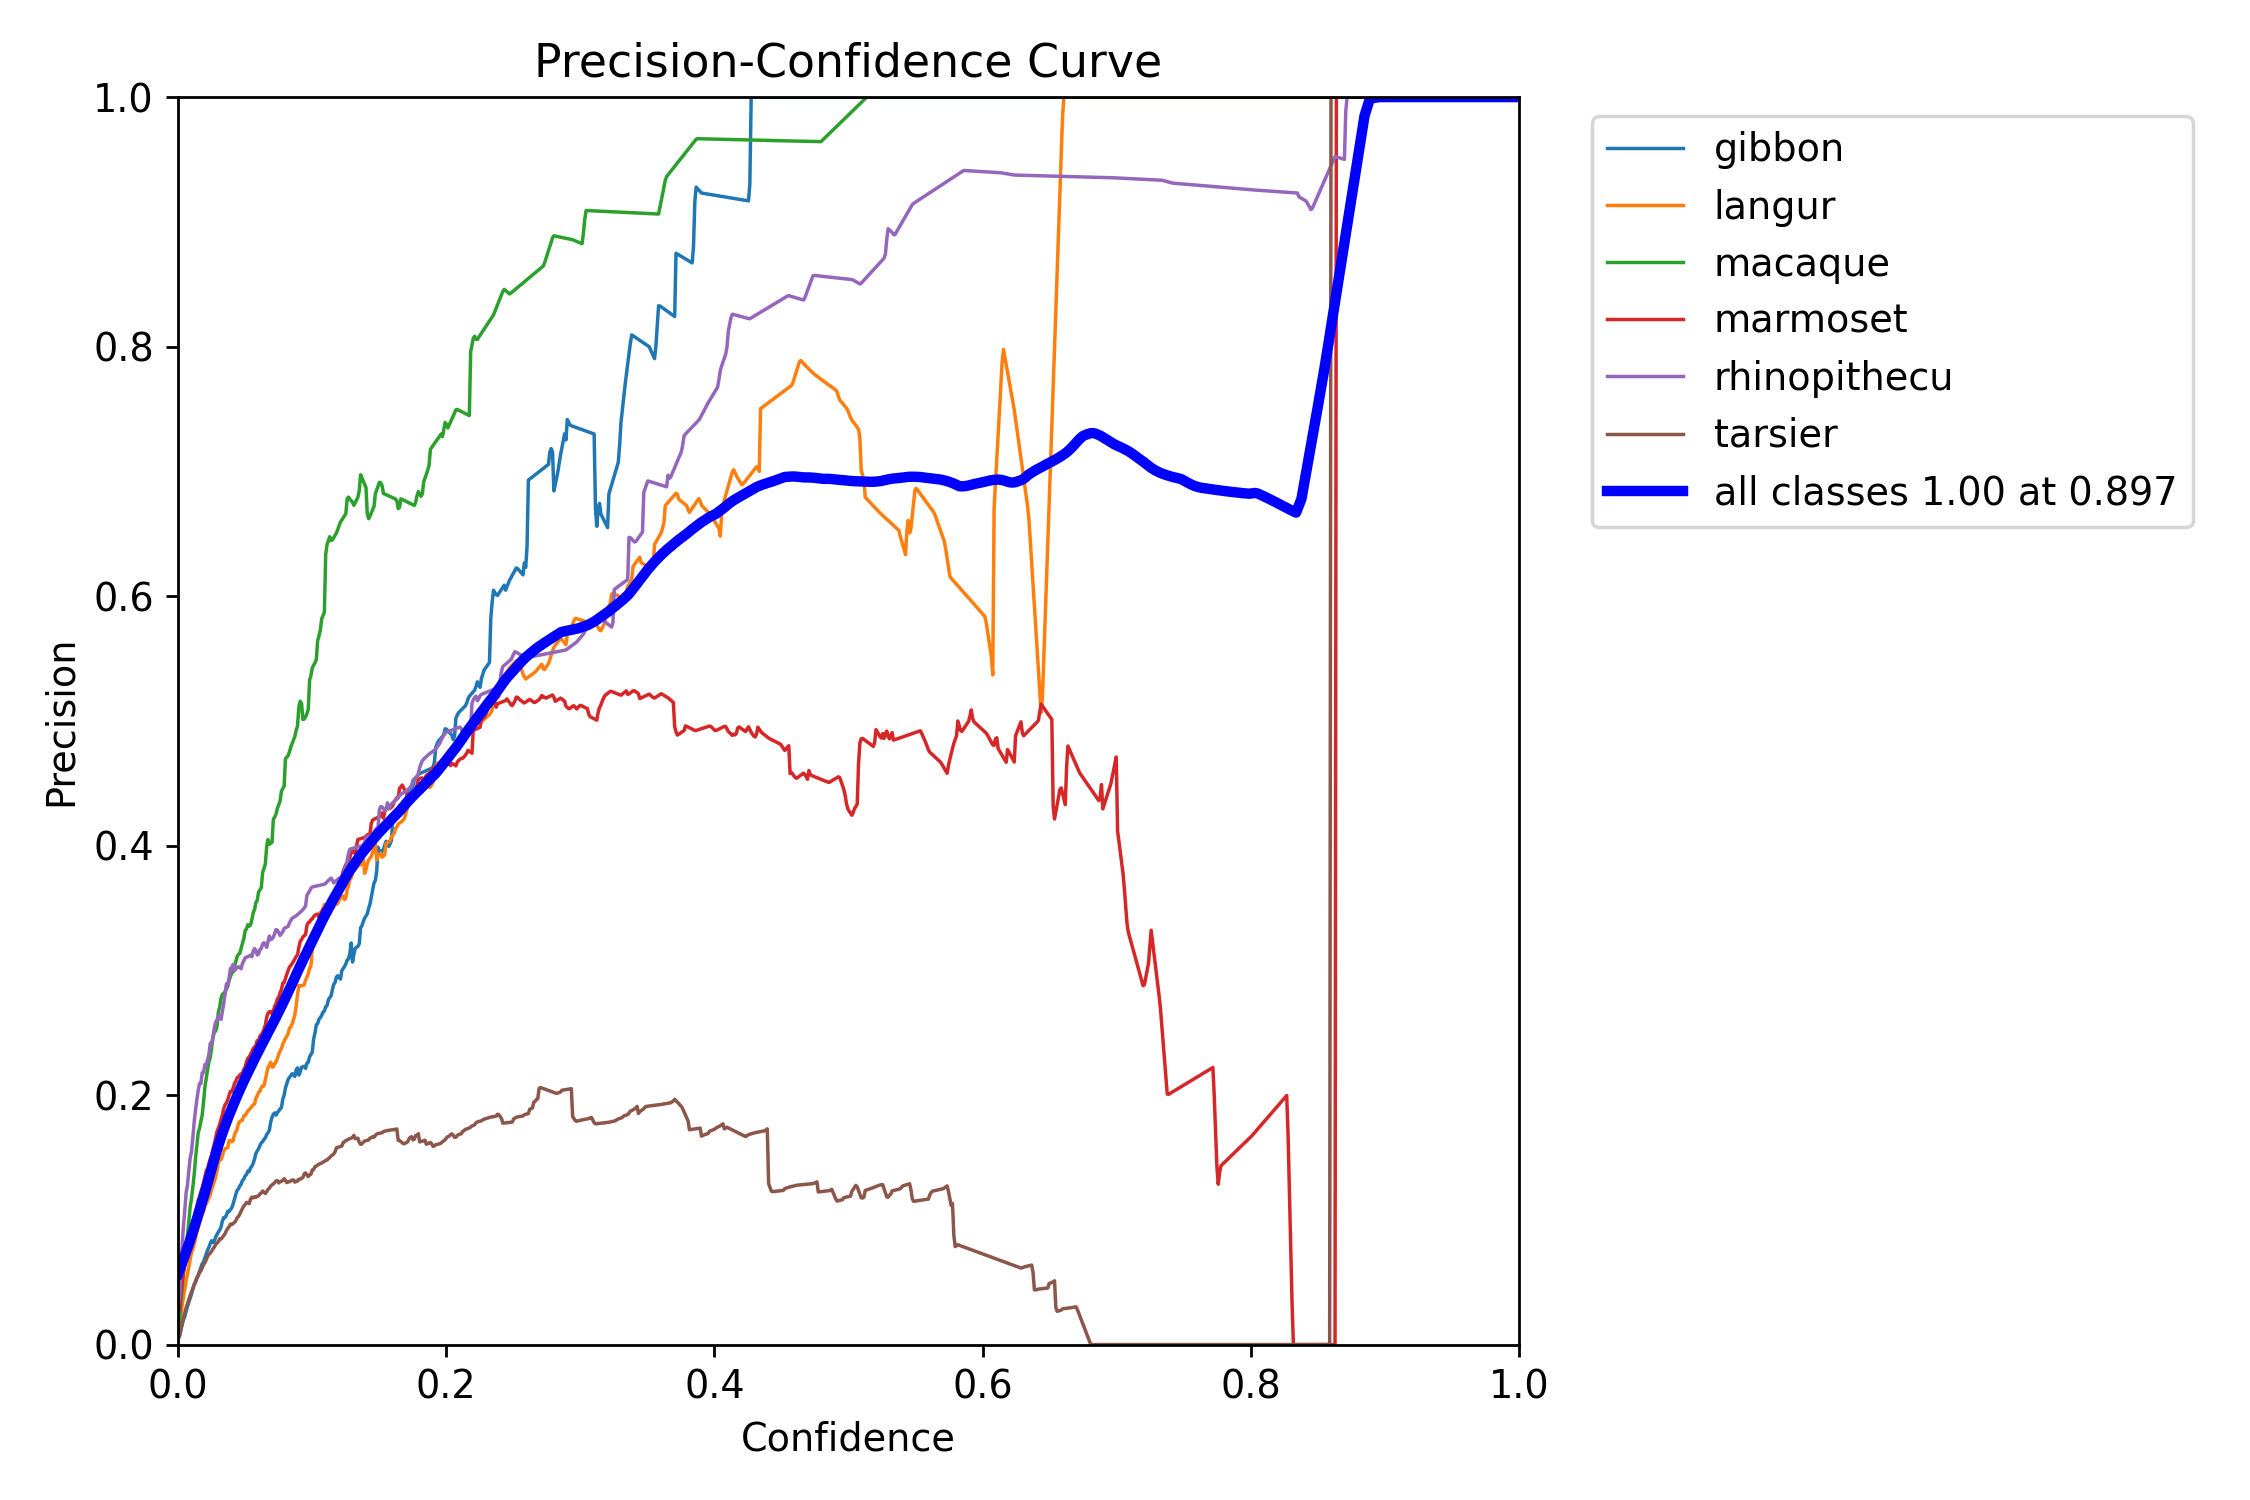 Precision-Confidence Curve
1.0
0.8
0.6
0.4
0.2
0.0
Precision
0.0 0.2 0.4 0.6 0.8 1.0
Confidence
gibbon
langur
macaque
marmoset
rhinopithecu
tarsier
all classes 1.00 at 0.897